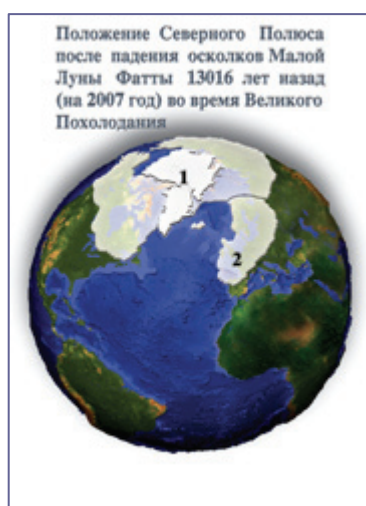 Положение Северного Полюса
после падения осколков Малой
Луны Фатты 13016 лет назад
(на 2007 год) во время Великого
Похолодания
1
2